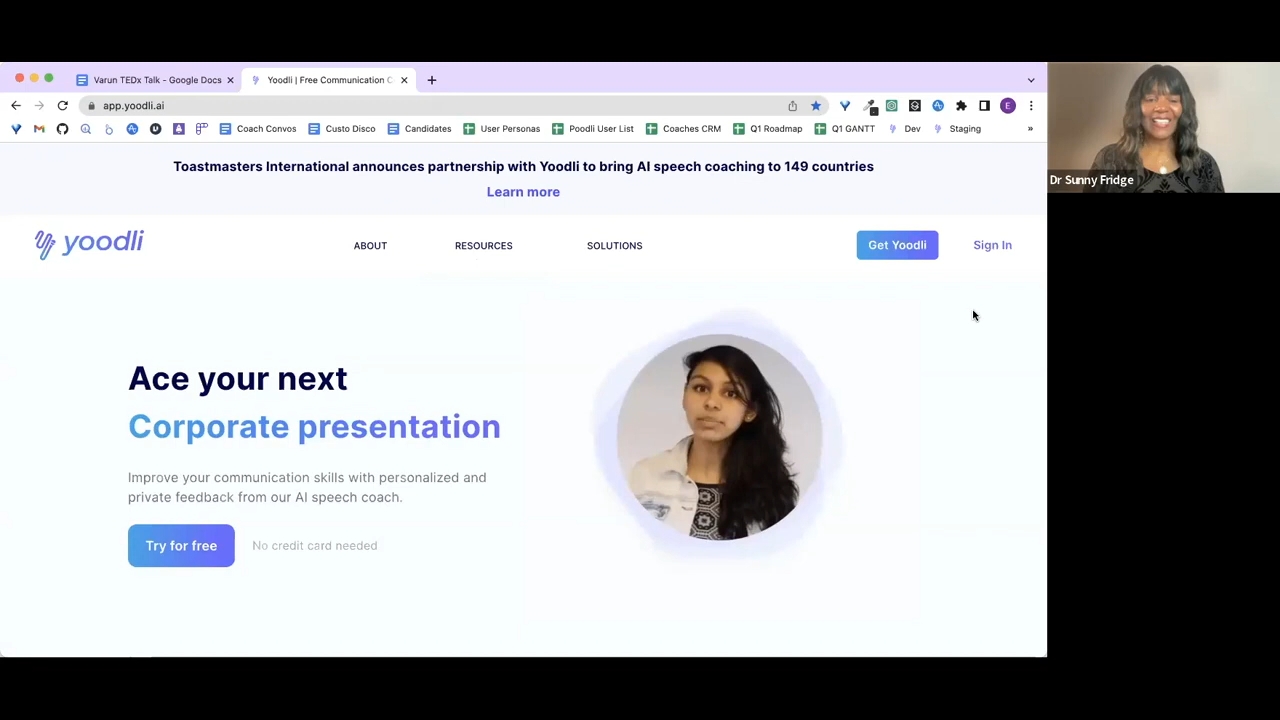 Varun TEDx Talk - Google Docs
Yoodli | Free Communication C
app.yoodli.ai
E
Coach Convos
Custo Disco
Candidates
User Personas
Poodli User List
Coaches CRM
Q1 Roadmap
Q1 GANTT
Dev
Staging
»
Toastmasters International announces partnership with Yoodli to bring AI speech coaching to 149 countries
Learn more
yoodli
ABOUT
RESOURCES
SOLUTIONS
Get Yoodli
Sign In
Ace your next
Corporate presentation
Improve your communication skills with personalized and
private feedback from our AI speech coach.
Try for free
No credit card needed
Dr Sunny Fridge